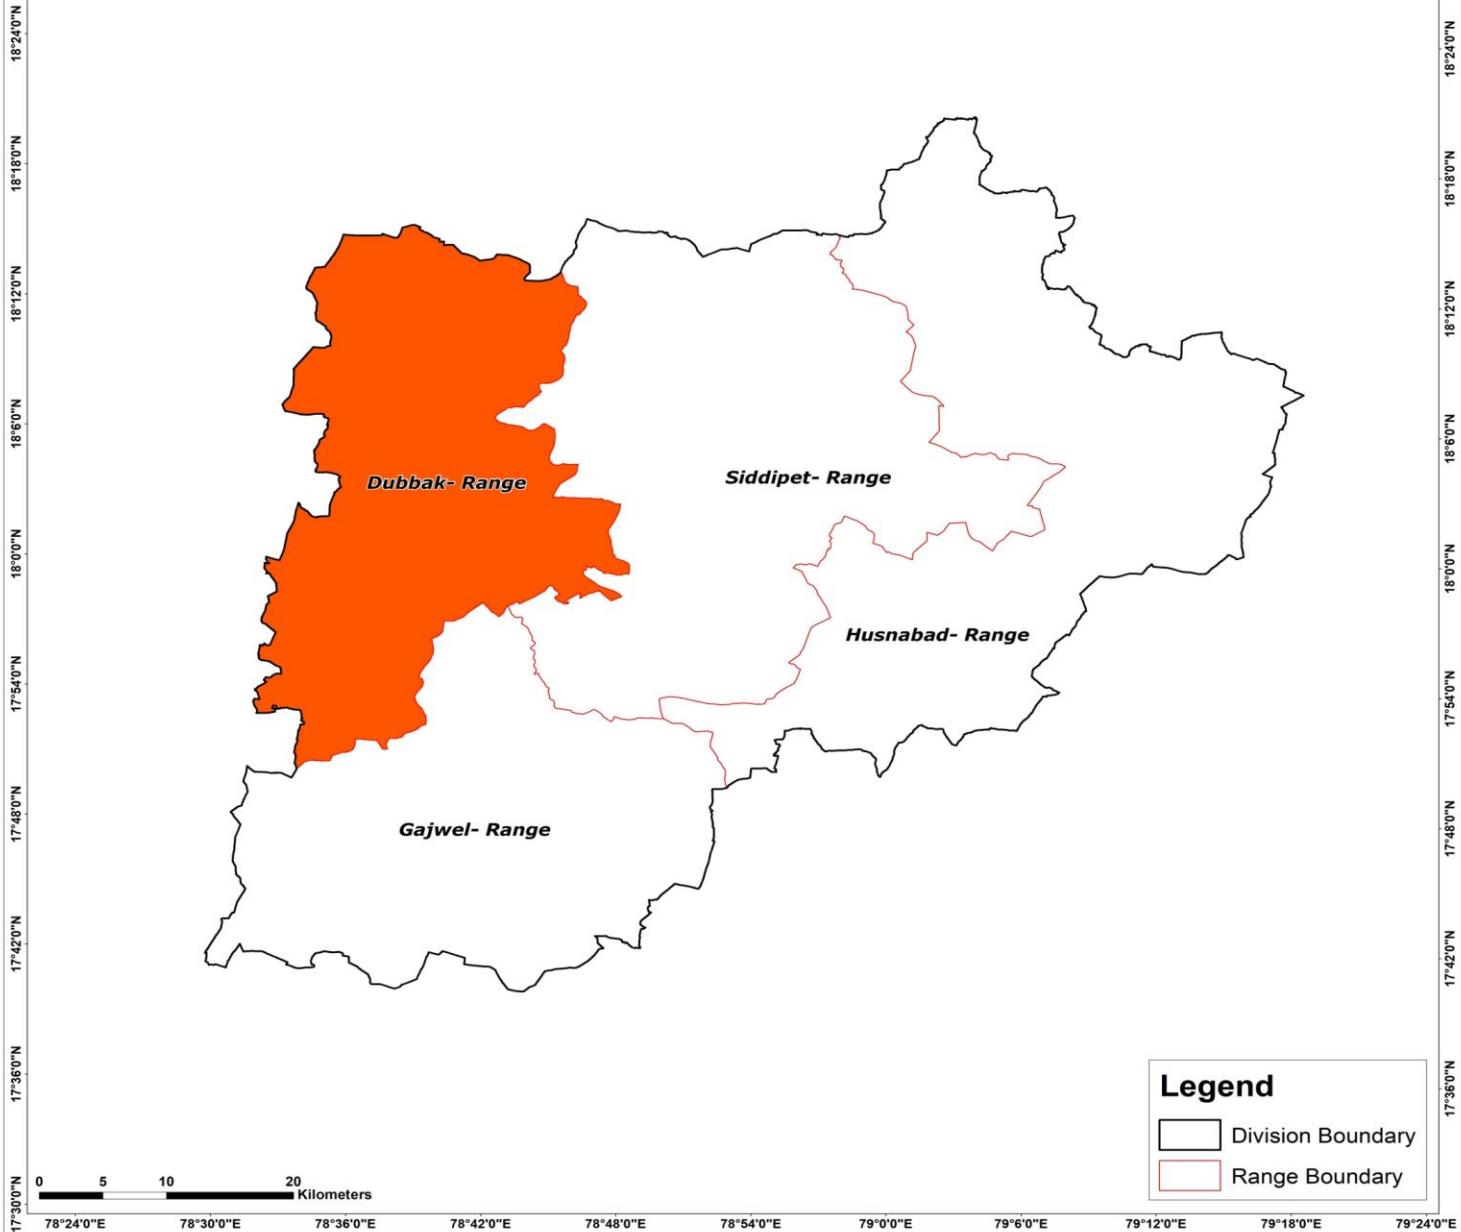 18°24'0"N
18°18'0"N
18°12'0"N
18°6'0"N
18°0'0"N
17°54'0"N
17°48'0"N
17°42'0"N
17°36'0"N
17°30'0"N
18°24'0"N
18°18'0"N
18°12'0"N
18°6'0"N
18°0'0"N
17°54'0"N
17°48'0"N
17°42'0"N
17°36'0"N
Dubbak- Range
Siddipet- Range
Husnabad- Range
Gajwel- Range
Legend
Division Boundary
Range Boundary
0 5 10 20
Kilometers
78°24'0"E 78°30'0"E 78°36'0"E 78°42'0"E 78°48'0"E 78°54'0"E 79°0'0"E 79°6'0"E 79°12'0"E 79°18'0"E 79°24'0"E